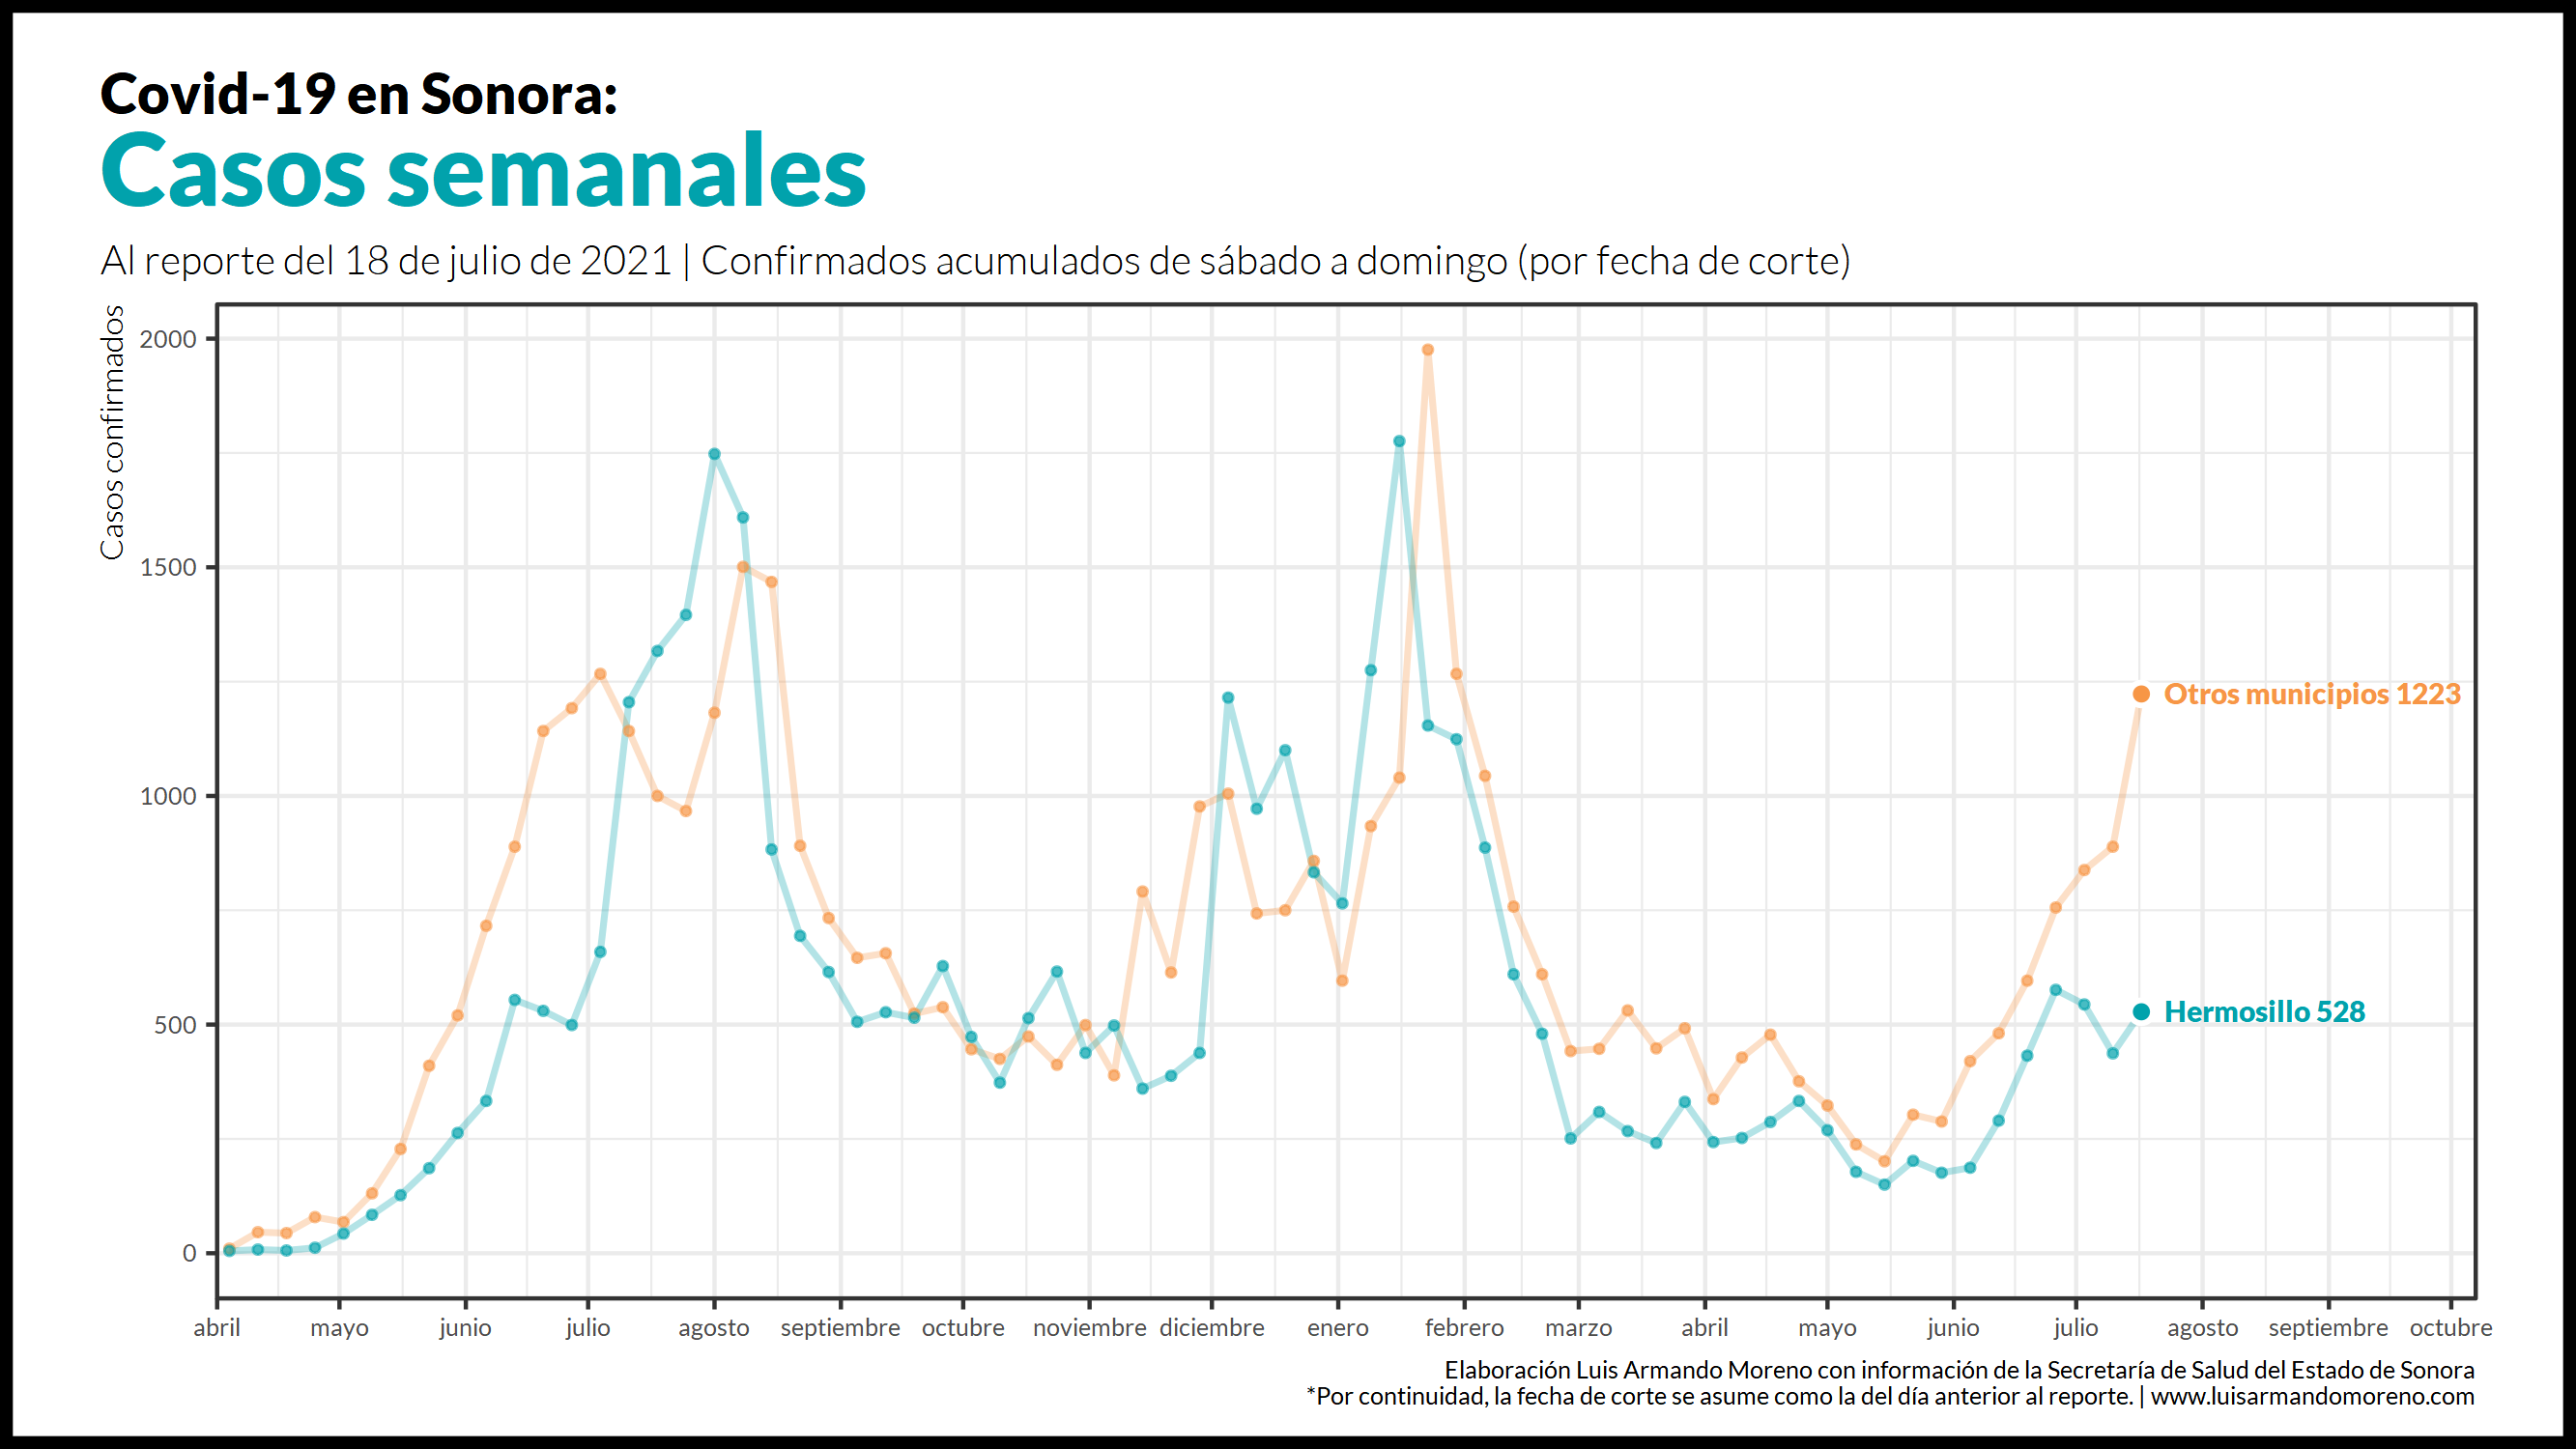 Covid-19 en Sonora:
Casos semanales
Al reporte del 18 de julio de 2021 | Confirmados acumulados de sábado a domingo (por fecha de corte)
Casos confirmados
2000
1500
1000
500
0
Otros municipios 1223
Hermosillo 528
abril mayo junio julio agosto septiembre octubre noviembre diciembre enero febrero marzo abril mayo junio julio agosto septiembre octubre
Elaboración Luis Armando Moreno con información de la Secretaría de Salud del Estado de Sonora
*Por continuidad, la fecha de corte se asume como la del día anterior al reporte. | www.luisarmandomoreno.com